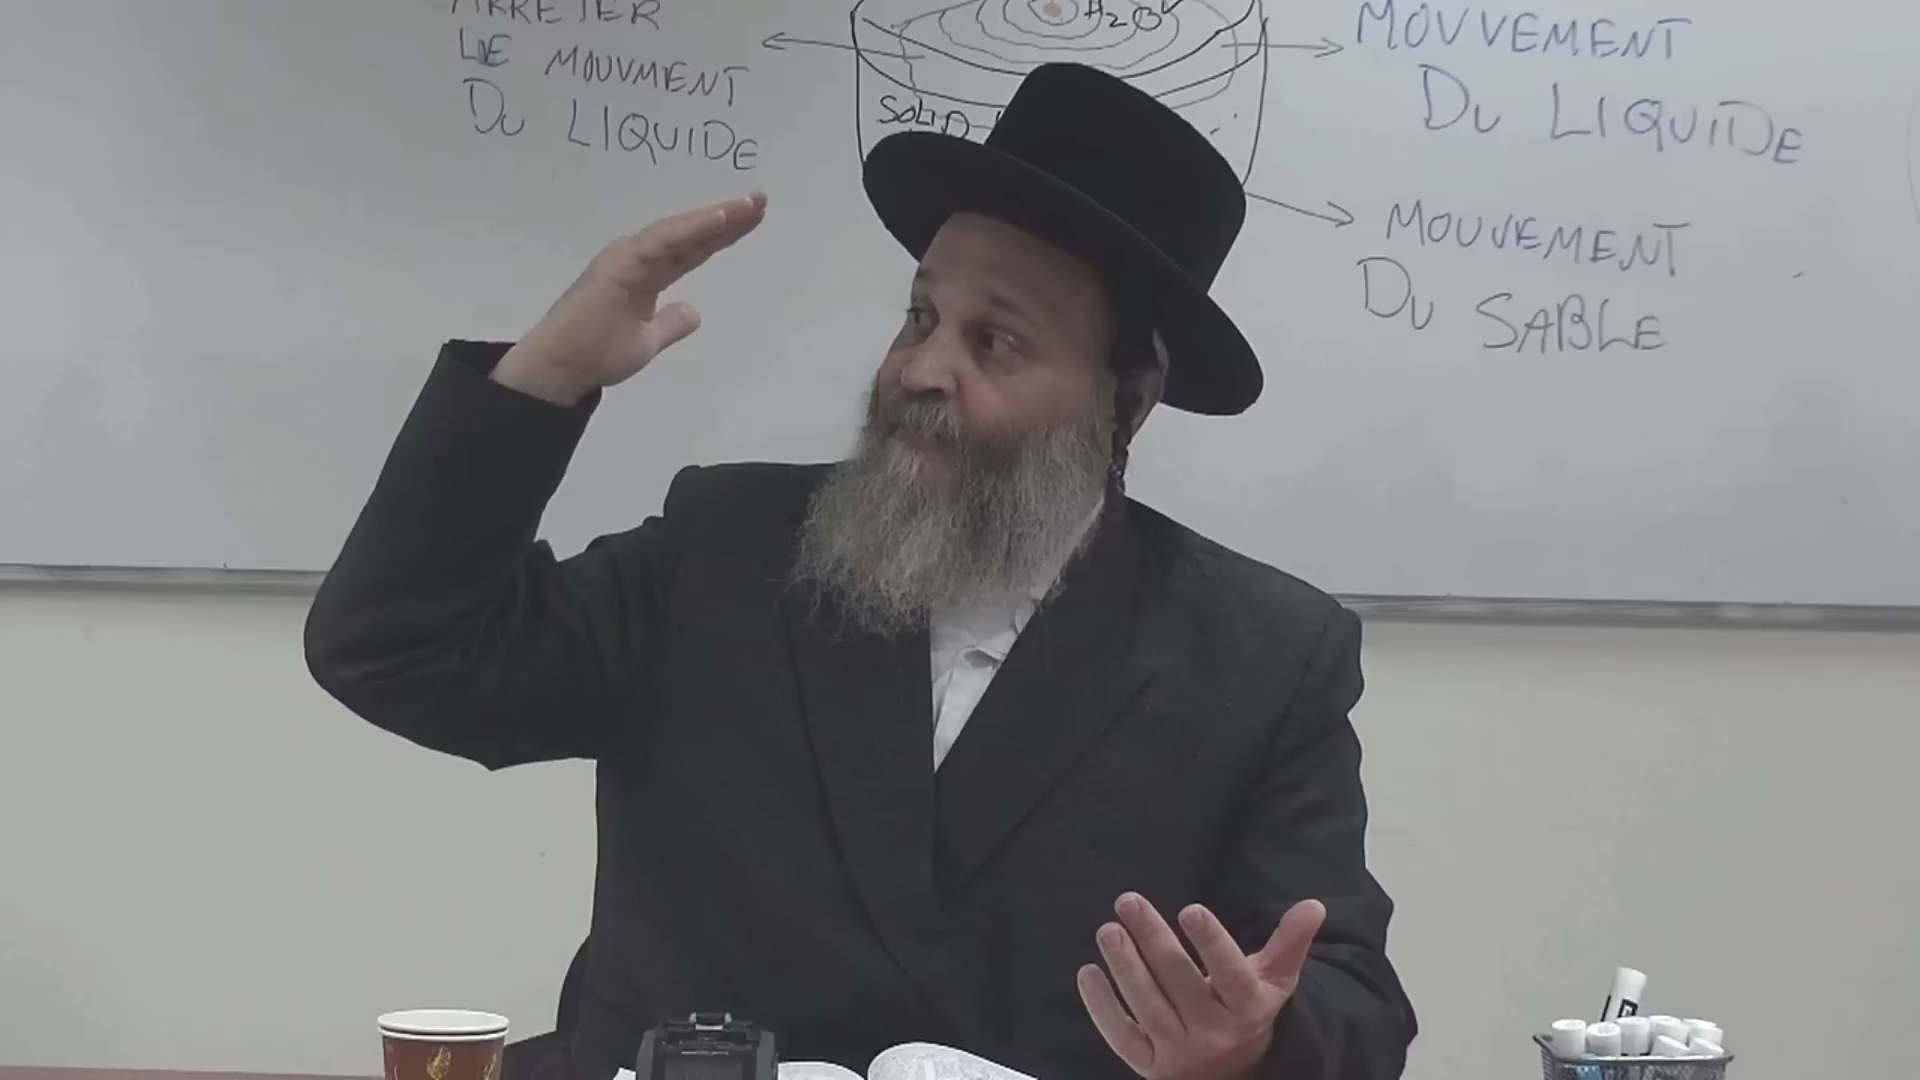 ARRETER
LE MOUVMENT
DU LIQUIDE
H2O
SOLID
MOUVEMENT
DU LIQUIDE
MOUVEMENT
DU SABLE